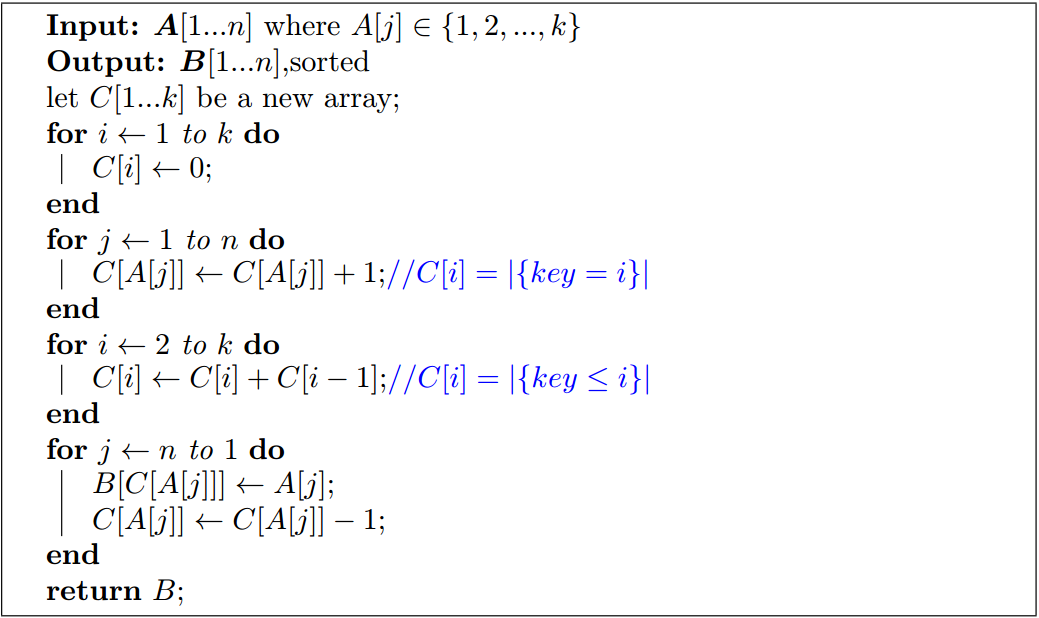 Input: A[1...n] where A[j] ∈ {1, 2, ..., k}
Output: B[1...n],sorted
let C[1...k] be a new array;
for i ← 1 to k do
C[i] ← 0;
end
for j ← 1 to n do
C[A[j]] ← C[A[j]] + 1;//C[i] = |{key = i}|
end
for i ← 2 to k do
C[i] ← C[i] + C[i − 1];//C[i] = |{key ≤ i}|
end
for j ← n to 1 do
B[C[A[j]]] ← A[j];
C[A[j]] ← C[A[j]] − 1;
end
return B;